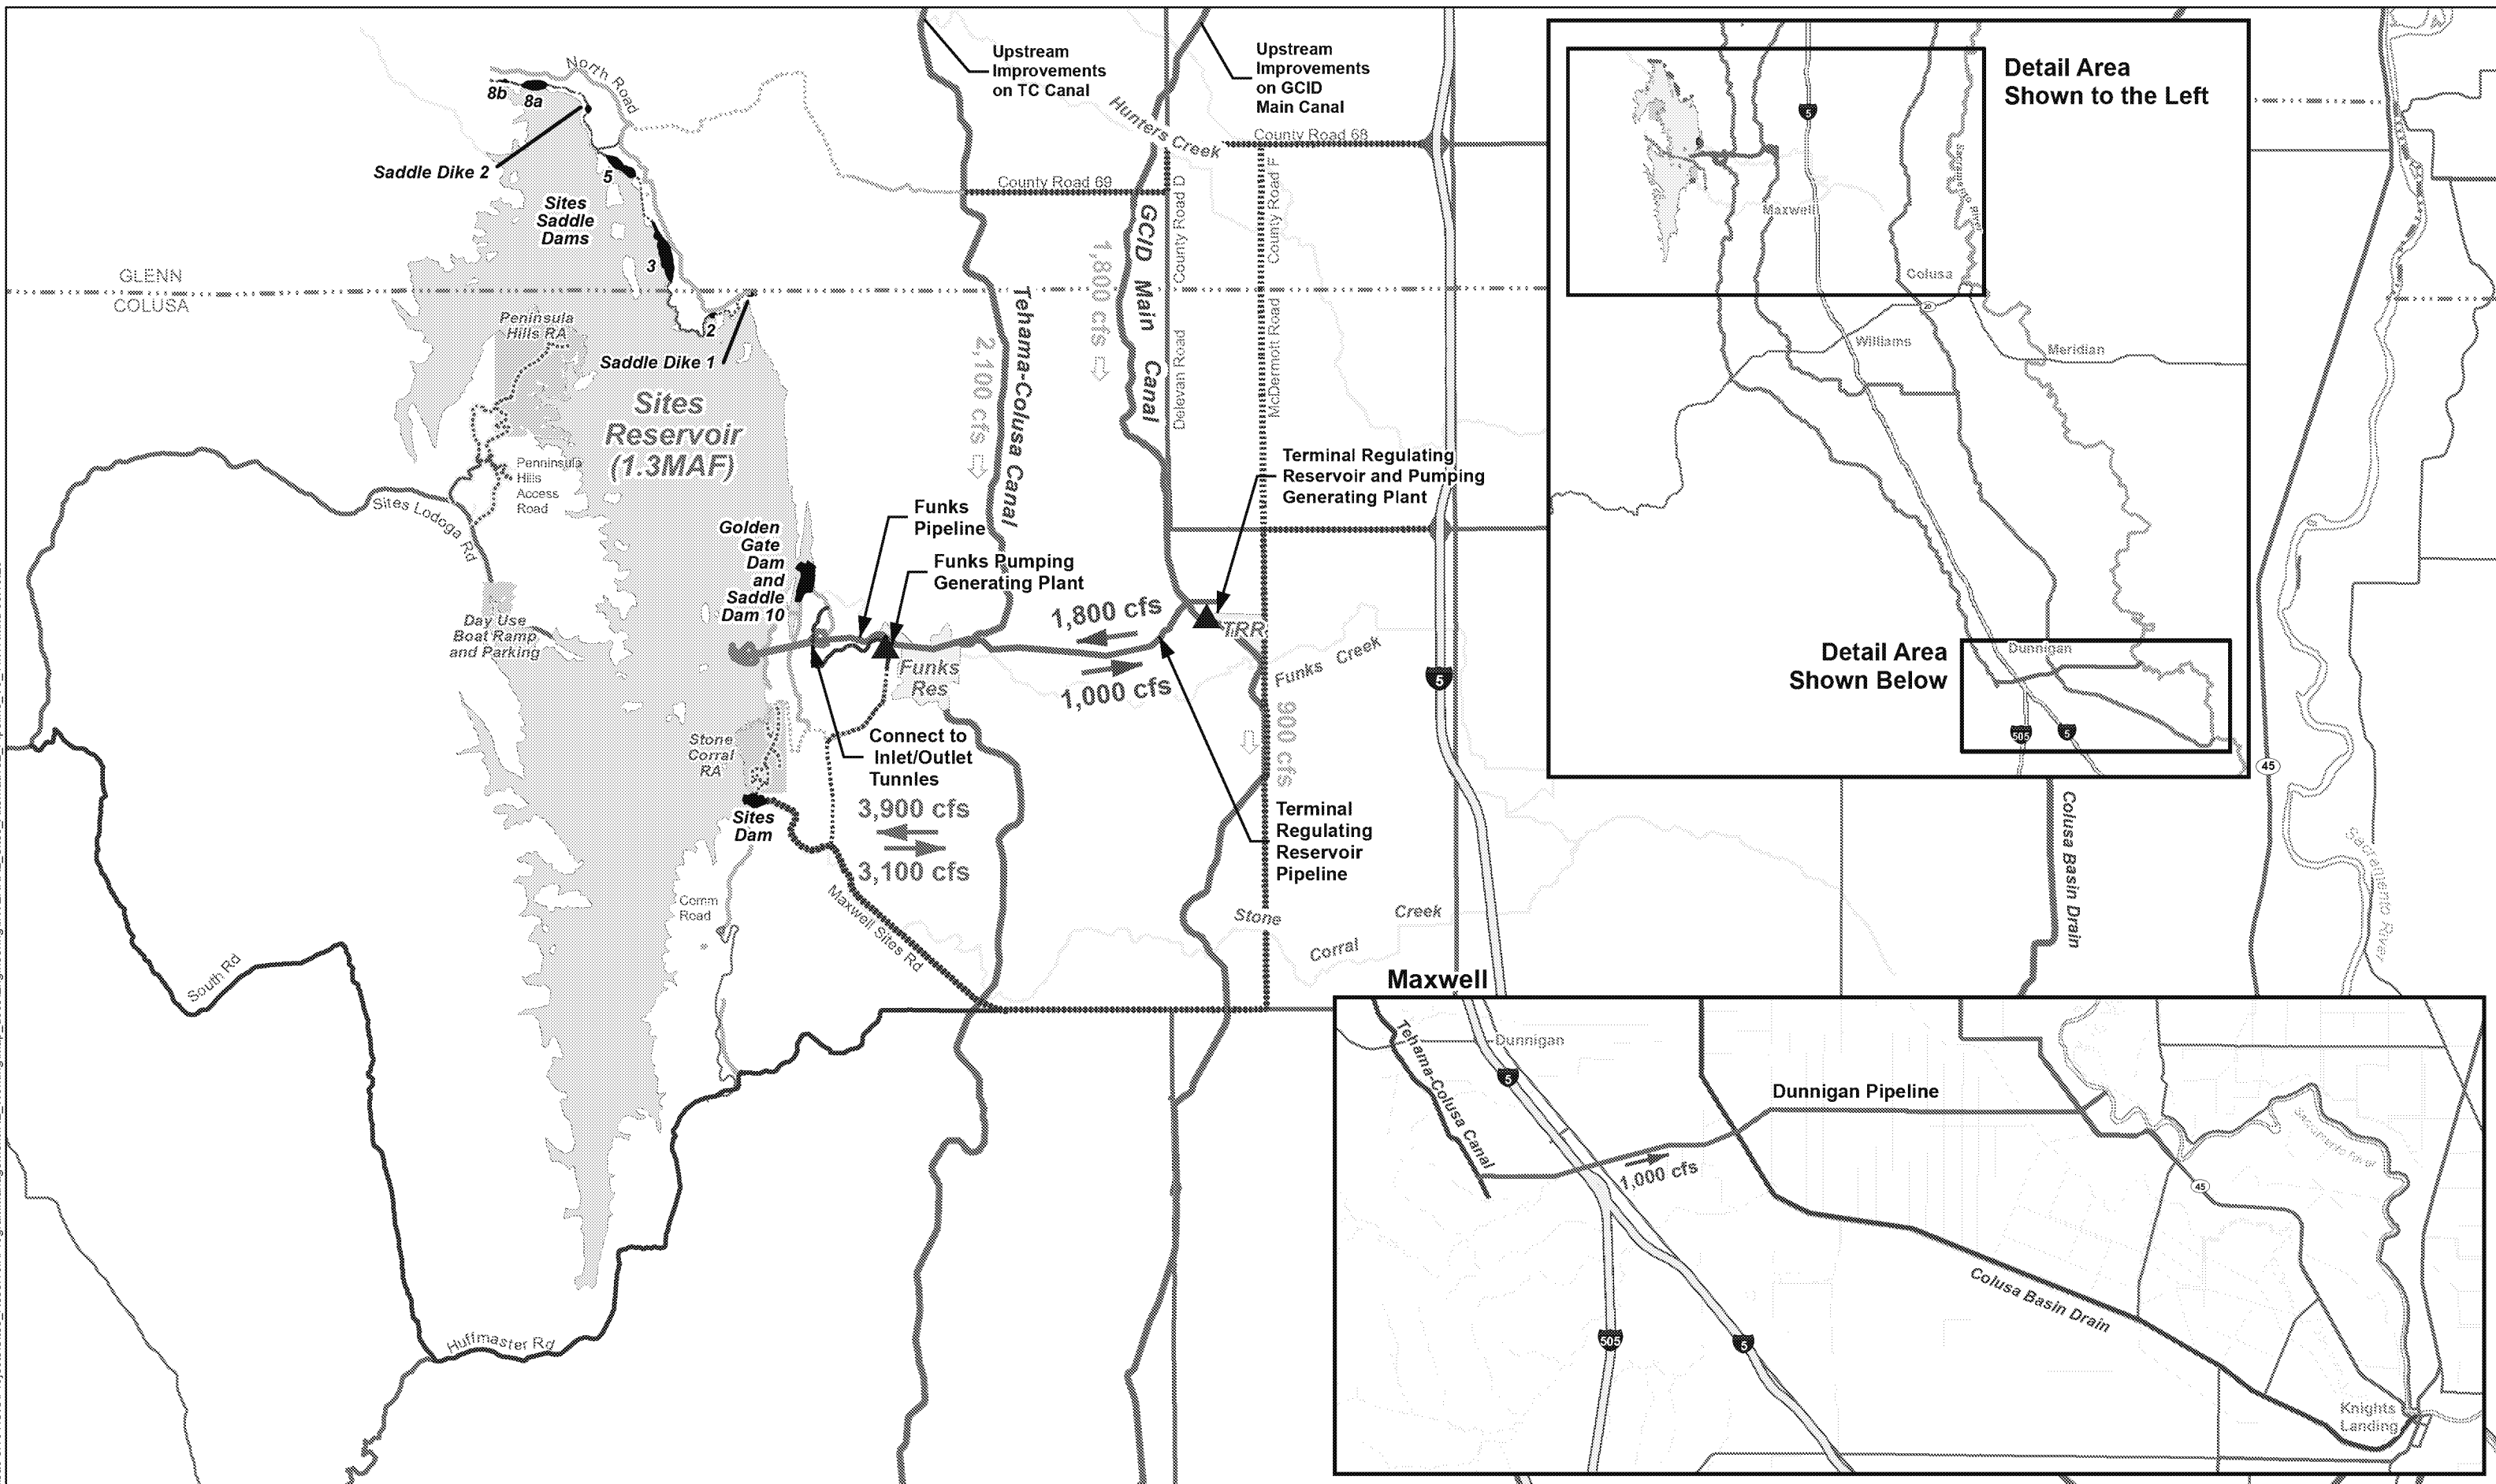 Upstream
Improvements
on TC Canal
Upstream
Improvements
on GCID
Main Canal
North Road
8b
8a
Saddle Dike 2
5
Sites
Saddle
Dams
3
Hunters Creek
County Road 68
County Road 69
County Road D
County Road F
GCID Main Canal
1,800 cfs
GLENN
COLUSA
Peninsula
Hills RA
2
Saddle Dike 1
Sites
Reservoir
(1.3MAF)
2,100 cfs
Tehama-Colusa Canal
Delevan Road
McDermott Road
Penninsula
Hills
Access
Road
Sites Lodoga Rd
Terminal Regulating
Reservoir and Pumping
Generating Plant
Funks
Pipeline
Golden
Gate
Dam
and
Saddle
Dam 10
Funks Pumping
Generating Plant
1,800 cfs
TRR
Day Use
Boat Ramp
and Parking
Funks
Res
1,000 cfs
Funks Creek
5
900 cfs
Stone
Corral
RA
Connect to
Inlet/Outlet
Tunnles
3,900 cfs
3,100 cfs
Sites
Dam
Terminal
Regulating
Reservoir
Pipeline
Comm
Road
Maxwell Sites Rd
Stone
Corral
Creek
South Rd
Huffmaster Rd
Maxwell
Detail Area
Shown to the Left
5
Maxwell
Colusa
20
Williams
Meridian
Detail Area
Shown Below
Dunnigan
505
5
45
Colusa Basin Drain
Sacramento River
Tehama-Colusa Canal
Dunnigan
5
Dunnigan Pipeline
1,000 cfs
Sacramento River
45
Colusa Basin Drain
505
5
Knights
Landing